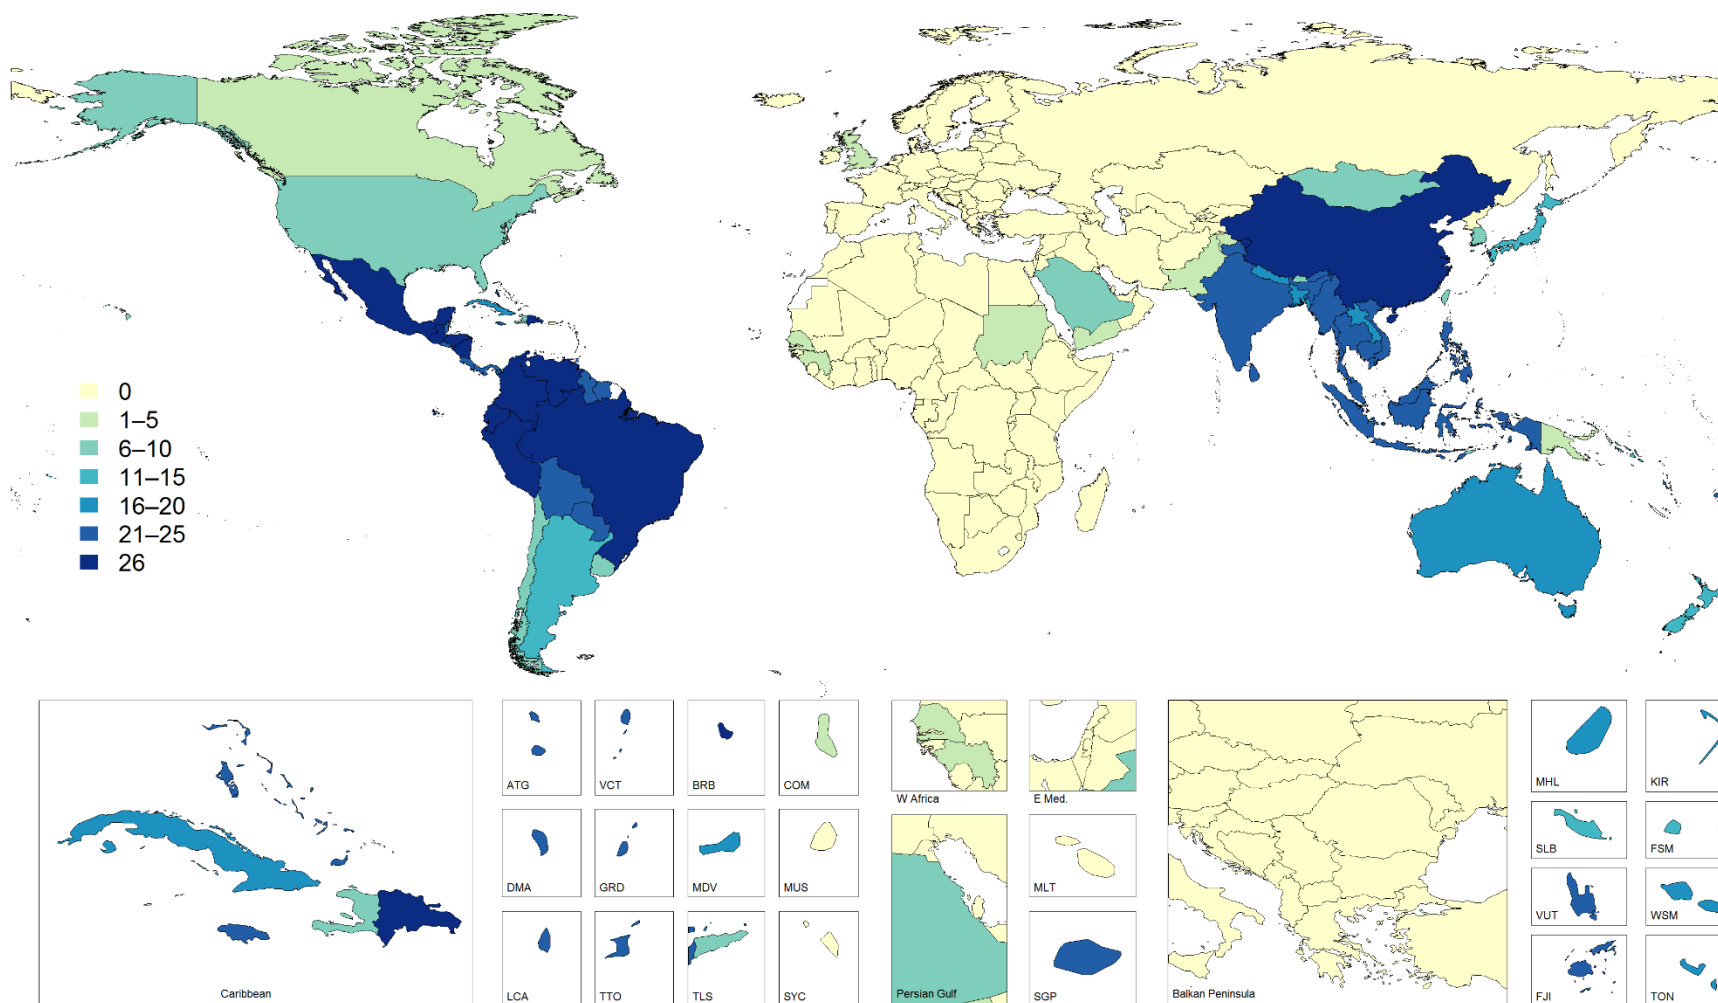 0
1–5
6–10
11–15
16–20
21–25
26
Caribbean
ATG
VCT
BRB
COM
DMA
GRD
MDV
MUS
LCA
TTO
TLS
SYC
W Africa
E Med.
Persian Gulf
MLT
SGP
Balkan Peninsula
MHL
KIR
SLB
FSM
VUT
WSM
FJI
TON